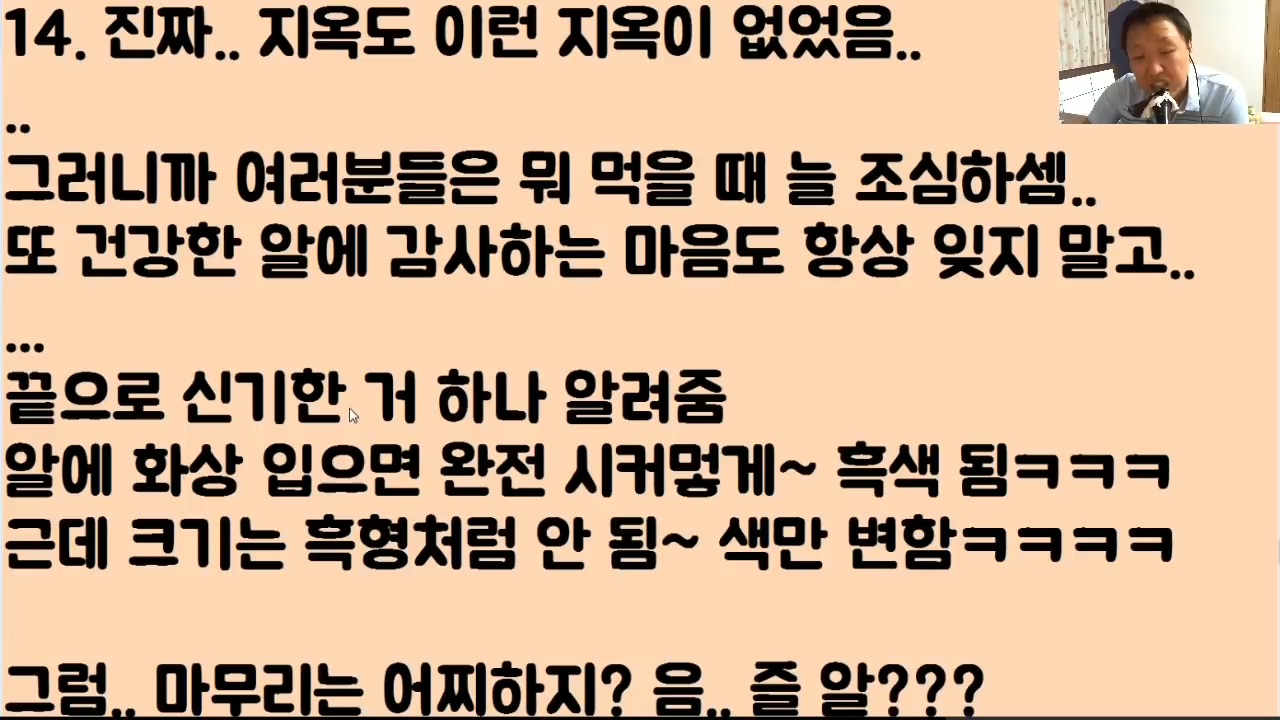 14. 진짜.. 지옥도 이런 지옥이 없었음..
..
그러니까 여러분들은 뭐 먹을 때 늘 조심하셈..
또 건강한 알에 감사하는 마음도 항상 잊지 말고..
...
끝으로 신기한 거 하나 알려줌
알에 화상 입으면 완전 시커멓게~ 흑색 됨ㅋㅋㅋ
근데 크기는 흑형처럼 안 됨~ 색만 변함ㅋㅋㅋㅋ
그럼.. 마무리는 어찌하지? 음.. 즐 알???